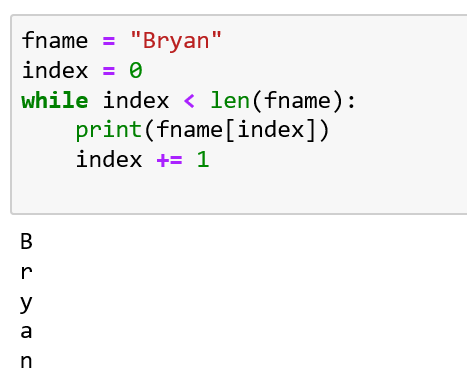 fname = "Bryan"
index = 0
while index < len(fname):
    print(fname[index])
    index += 1
B
r
y
a
n